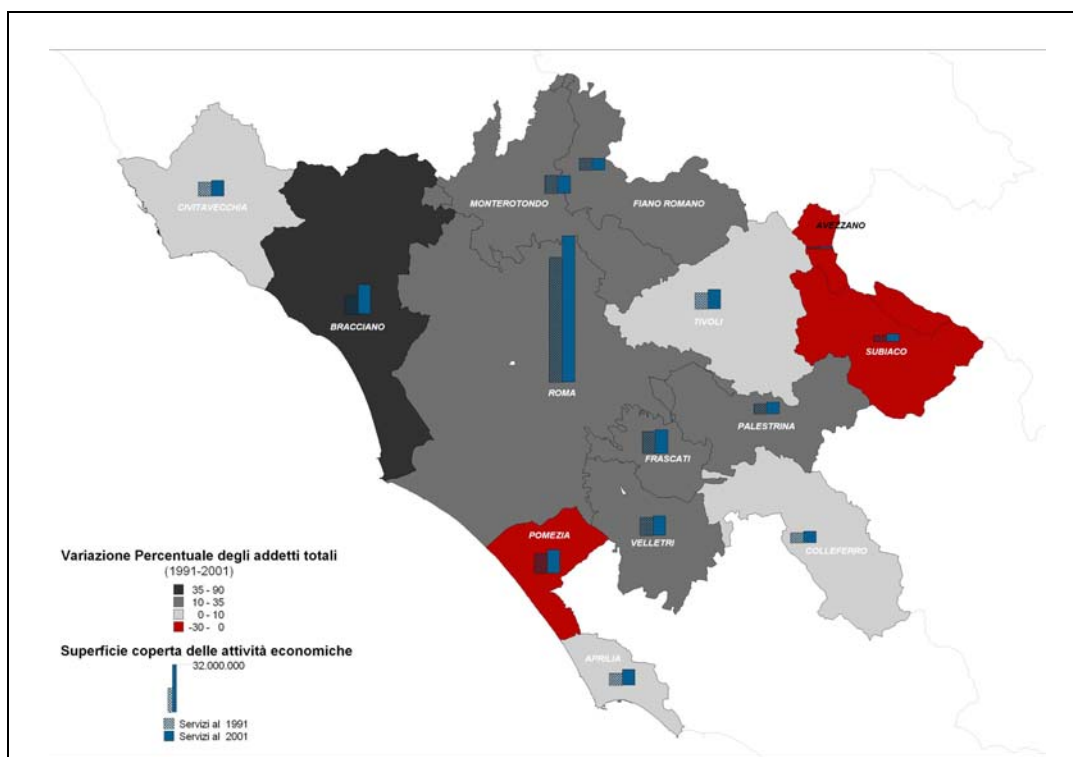 AVEZZANO
CIVITAVECCHIA
MONTEROTONDO
FIANO ROMANO
BRACCIANO
TIVOLI
SUBIACO
ROMA
PALESTRINA
FRASCATI
POMEZIA
VELLETRI
COLLEFERRO
APRILIA
Variazione Percentuale degli addetti totali
(1991-2001)
35 - 90
10 - 35
0 - 10
-30 - 0
Superficie coperta delle attività economiche
32.000.000
Servizi al 1991
Servizi al 2001